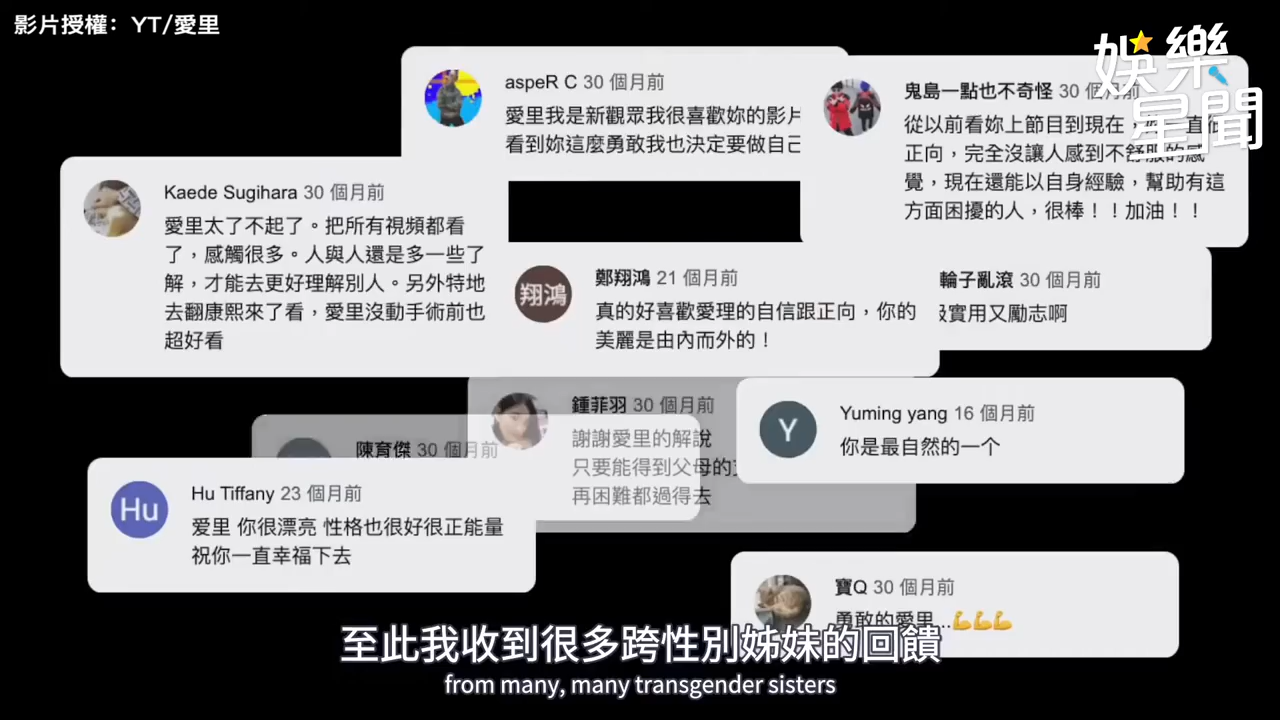 影片授權：YT/愛里
娛樂
星聞
aspeR C 30 個月前
愛里我是新觀眾我很喜歡妳的影片
看到妳這麼勇敢我也決定要做自己
鬼島一點也不奇怪 30 個月前
從以前看妳上節目到現在，
正向，完全沒讓人感到不舒服的感
覺，現在還能以自身經驗，幫助有這
方面困擾的人，很棒！！加油！！
Kaede Sugihara 30 個月前
愛里太了不起了。把所有視頻都看
了，感觸很多。人與人還是多一些了
解，才能去更好理解別人。另外特地
去翻康熙來了看，愛里沒動手術前也
超好看
翔鴻
鄭翔鴻 21 個月前
真的好喜歡愛理的自信跟正向，你的
美麗是由內而外的！
輪子亂滾 30 個月前
實用又勵志啊
鍾菲羽 30 個月前
謝謝愛里的解說
只要能得到父母的
再困難都過得去
Y
Yuming yang 16 個月前
你是最自然的一个
陳育傑 30 個月前
Hu
Hu Tiffany 23 個月前
爱里 你很漂亮 性格也很好很正能量
祝你一直幸福下去
寶Q 30 個月前
勇敢的愛里...💪💪💪
至此我收到很多跨性別姊妹的回饋
from many, many transgender sisters